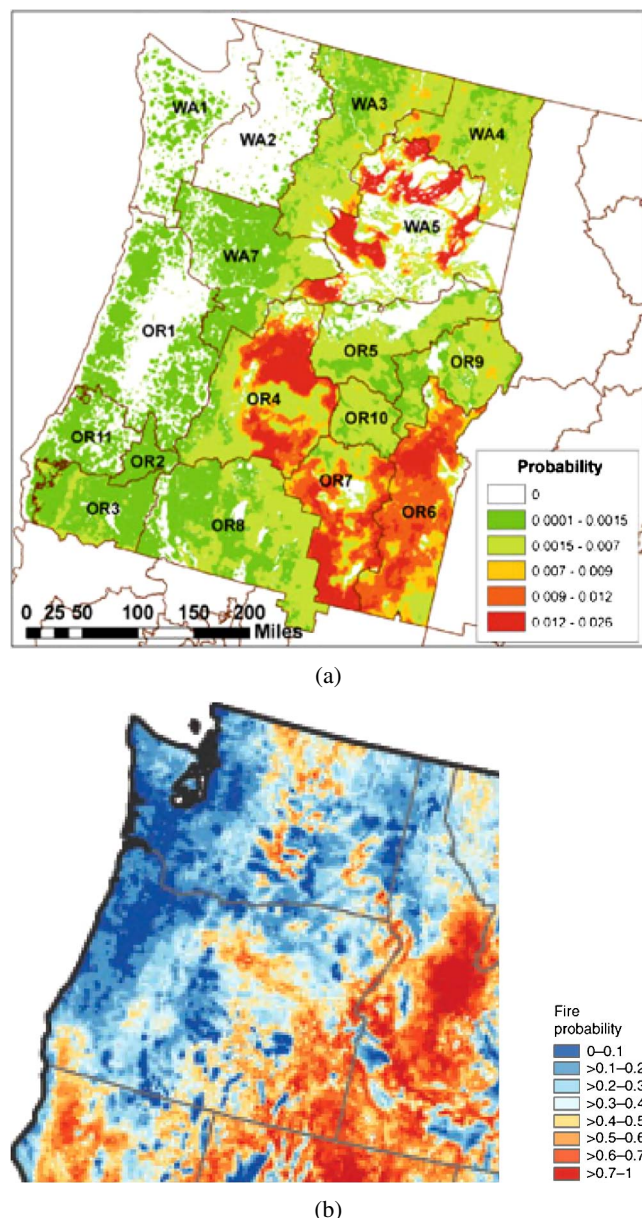 WA1
WA2
WA3
WA4
WA5
WA7
OR1
OR5
OR9
OR4
OR10
OR11
OR2
OR7
OR3
OR8
OR6
Probability
0
0 0001 - 0 0015
0 0015 - 0 007
0 007 - 0 009
0 009 - 0 012
0 012 - 0 026
0 25 50 100 150 200
Miles
(a)
Fire
probability
0–0.1
>0.1–0.2
>0.2–0.3
>0.3–0.4
>0.4–0.5
>0.5–0.6
>0.6–0.7
>0.7–1
(b)